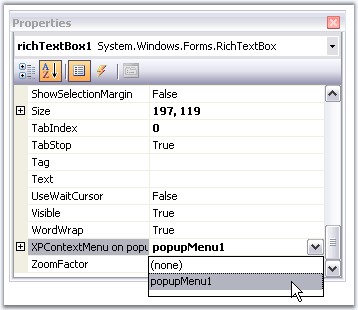 Properties
richTextBox1 System.Windows.Forms.RichTextBox
ShowSelectionMargin False
Size 197, 119
TabIndex 0
TabStop True
Tag
Text
UseWaitCursor False
Visible True
WordWrap True
XPContextMenu on popu popupMenu1
ZoomFactor
(none)
popupMenu1